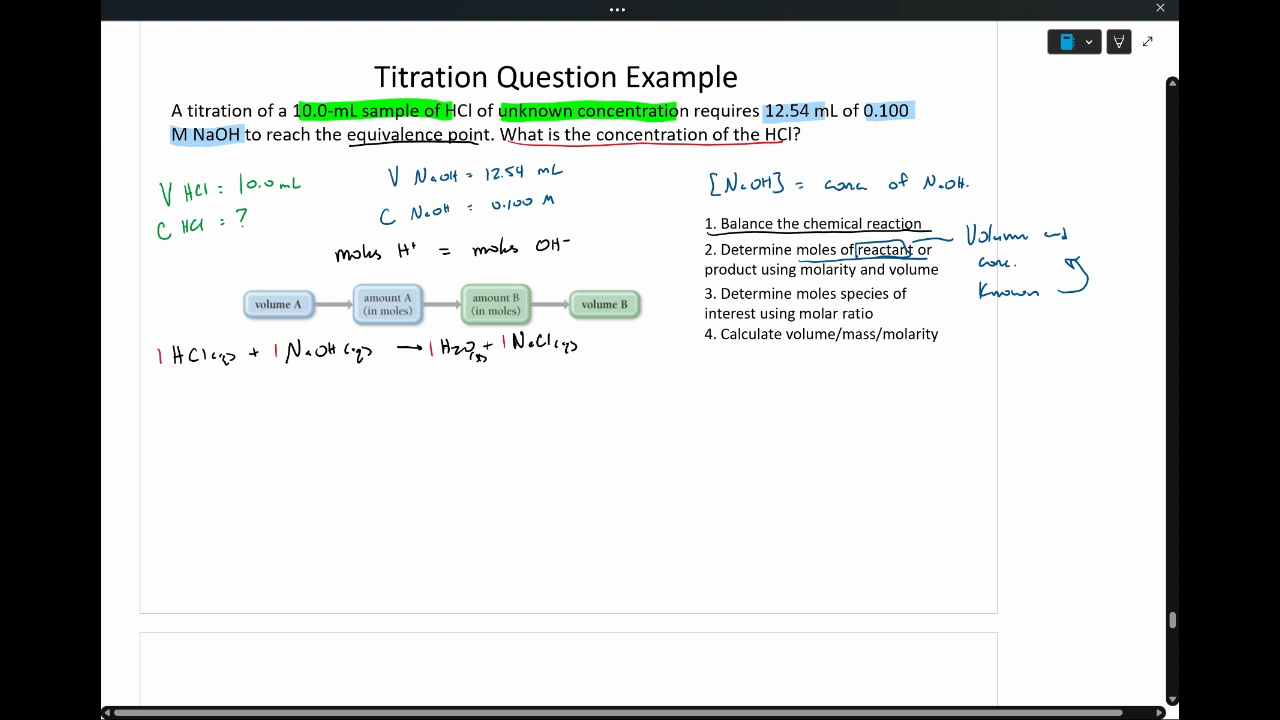 Titration Question Example
A titration of a 10.0-mL sample of HCl of unknown concentration requires 12.54 mL of 0.100
M NaOH to reach the equivalence point. What is the concentration of the HCl?
V HCl = 10.0 mL
C HCl = ?
V NaOH = 12.54 mL
C NaOH = 0.100 M
moles H⁺ = moles OH⁻
[NaOH] = conc of NaOH.
1. Balance the chemical reaction
2. Determine moles of reactant or
product using molarity and volume
3. Determine moles species of
interest using molar ratio
4. Calculate volume/mass/molarity
Volume and
conc.
Known
volume A
amount A
(in moles)
amount B
(in moles)
volume B
1 HCl(aq) + 1 NaOH(aq) → 1 H2O(l) + 1 NaCl(aq)